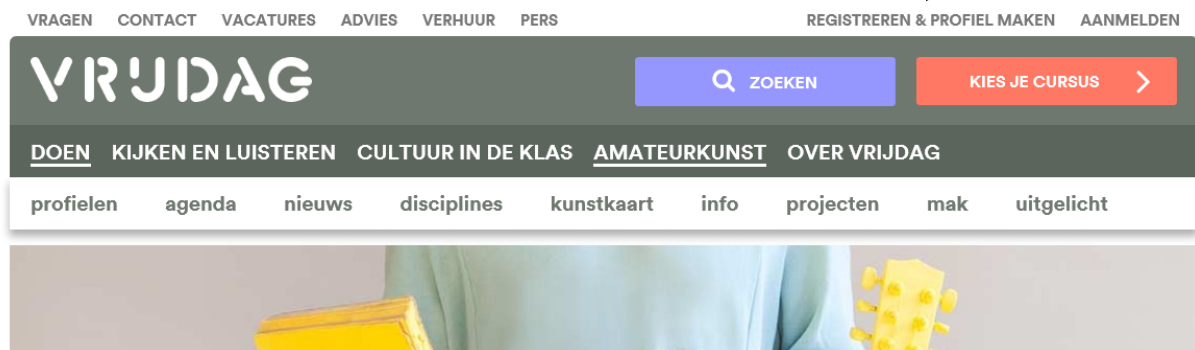 VRAGEN CONTACT VACATURES ADVIES VERHUUR PERS REGISTREREN & PROFIEL MAKEN AANMELDEN
VRIJDAG ZOEKEN KIES JE CURSUS
DOEN KIJKEN EN LUISTEREN CULTUUR IN DE KLAS AMATEURKUNST OVER VRIJDAG
profielen agenda nieuws disciplines kunstkaart info projecten mak uitgelicht